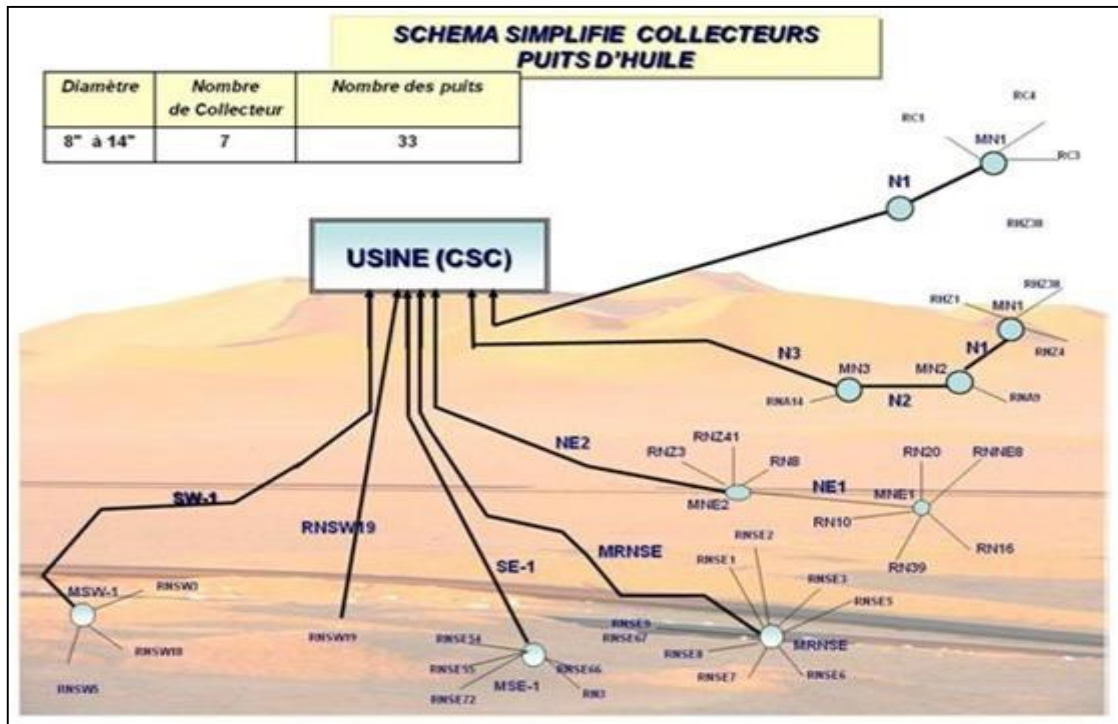 SCHEMA SIMPLIFIE COLLECTEURS
PUITS D'HUILE
Diamètre Nombre de Collecteur Nombre des puits
8" à 14" 7 33
RC4
RC1
MN1
RC3
N1
RNZ38
USINE (CSC)
RNZ38
RHZ1
MN1
RNZ4
N1
N3
MN3
MN2
RNA14
N2
RNA9
NE2
RNZ41
RNZ3
RN8
RN20
RNNE8
NE1
MNE1
MNE2
RN10
RN16
RN39
SW-1
RNSW19
SE-1
MRNSE
RNSE2
RNSE1
RNSE3
RNSE5
MSW-1
RNSW3
RNSW18
RNSW5
RNSW19
RNSE9
RNSE67
RNSE8
MRNSE
RNSE7
RNSE6
RNSE54
RNSE55
RNSE66
RNSE72
MSE-1
RN3